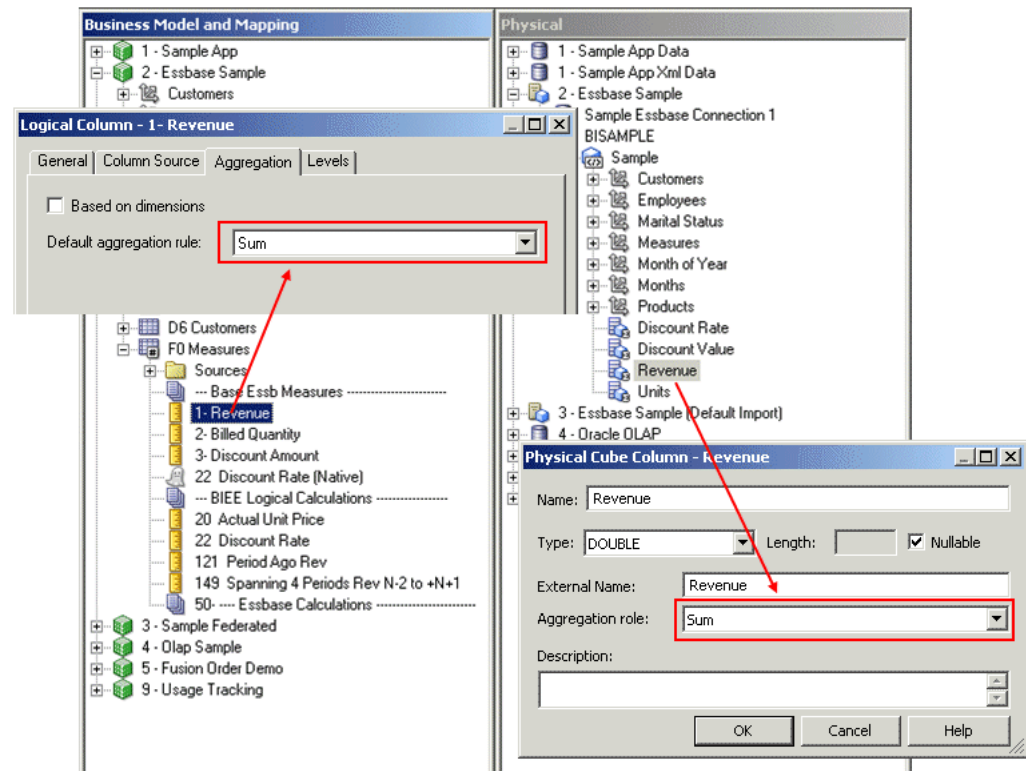 Business Model and Mapping
1 - Sample App
2 - Essbase Sample
Customers
Logical Column - 1- Revenue
General
Column Source
Aggregation
Levels
Based on dimensions
Default aggregation rule:
Sum
D6 Customers
F0 Measures
Sources
--- Base Essb Measures -------------------
1- Revenue
2- Billed Quantity
3- Discount Amount
22 Discount Rate (Native)
--- BIEE Logical Calculations -----------------
20 Actual Unit Price
22 Discount Rate
121 Period Ago Rev
149 Spanning 4 Periods Rev N-2 to +N+1
50- ---- Essbase Calculations -----------------------
3 - Sample Federated
4 - Olap Sample
5 - Fusion Order Demo
9 - Usage Tracking
Physical
1 - Sample App Data
1 - Sample App Xml Data
2 - Essbase Sample
Sample Essbase Connection 1
BISAMPLE
Sample
Customers
Employees
Marital Status
Measures
Month of Year
Months
Products
Discount Rate
Discount Value
Revenue
Units
3 - Essbase Sample (Default Import)
4 - Oracle OLAP
Physical Cube Column - Revenue
Name: Revenue
Type: DOUBLE Length: Nullable
External Name: Revenue
Aggregation role: Sum
Description:
OK Cancel Help